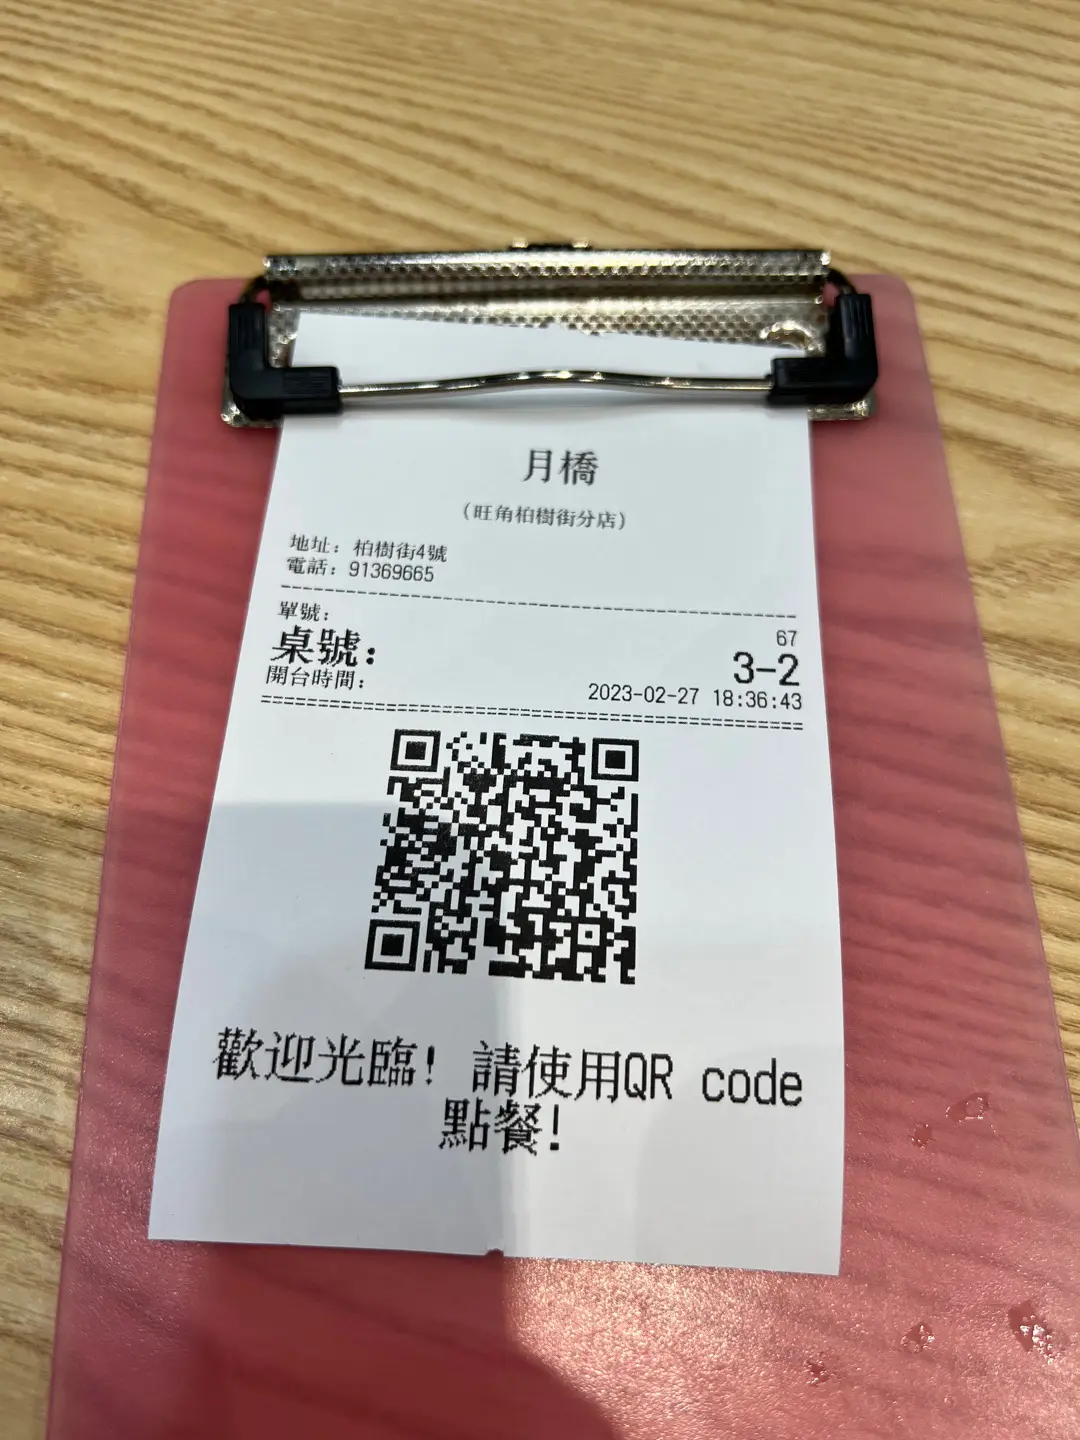 月橋
(旺角柏樹街分店)
地址：柏樹街4號
電話：91369665
單號： 67
桌號： 3-2
開台時間： 2023-02-27 18:36:43
歡迎光臨！請使用QR code
點餐！